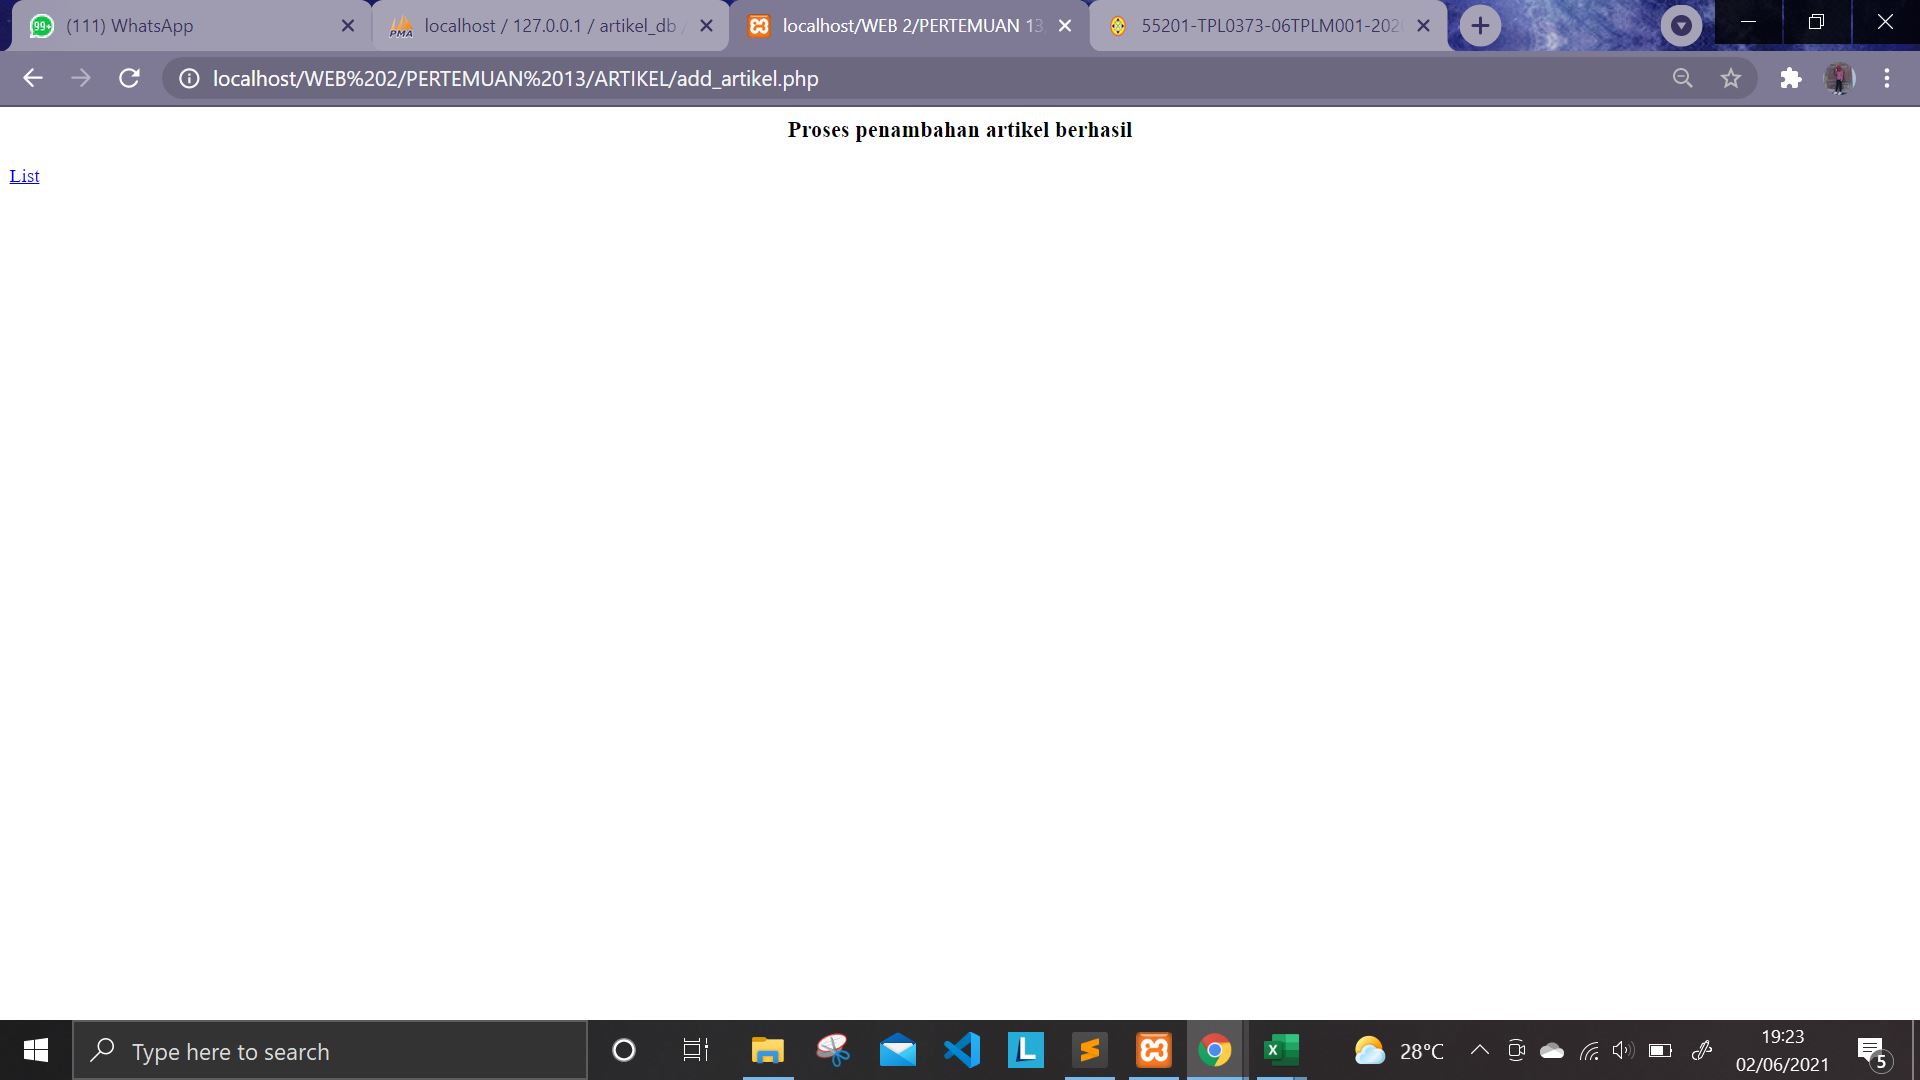 99+
(111) WhatsApp
PMA
localhost / 127.0.0.1 / artikel_db /
localhost/WEB 2/PERTEMUAN 13
55201-TPL0373-06TPLM001-202
localhost/WEB%202/PERTEMUAN%2013/ARTIKEL/add_artikel.php
Proses penambahan artikel berhasil
List
Type here to search
L
X
28°C
19:23
02/06/2021
5